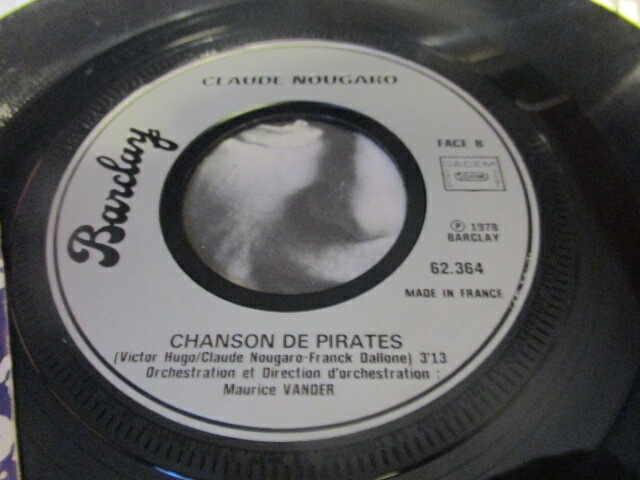 CLAUDE NOUGARO
Barclay
FACE B
SACEM
SDRM
Ⓟ 1978
BARCLAY
62.364
MADE IN FRANCE
CHANSON DE PIRATES
(Victor Hugo/Claude Nougaro-Franck Dallone) 3'13
Orchestration et Direction d'orchestration :
Maurice VANDER